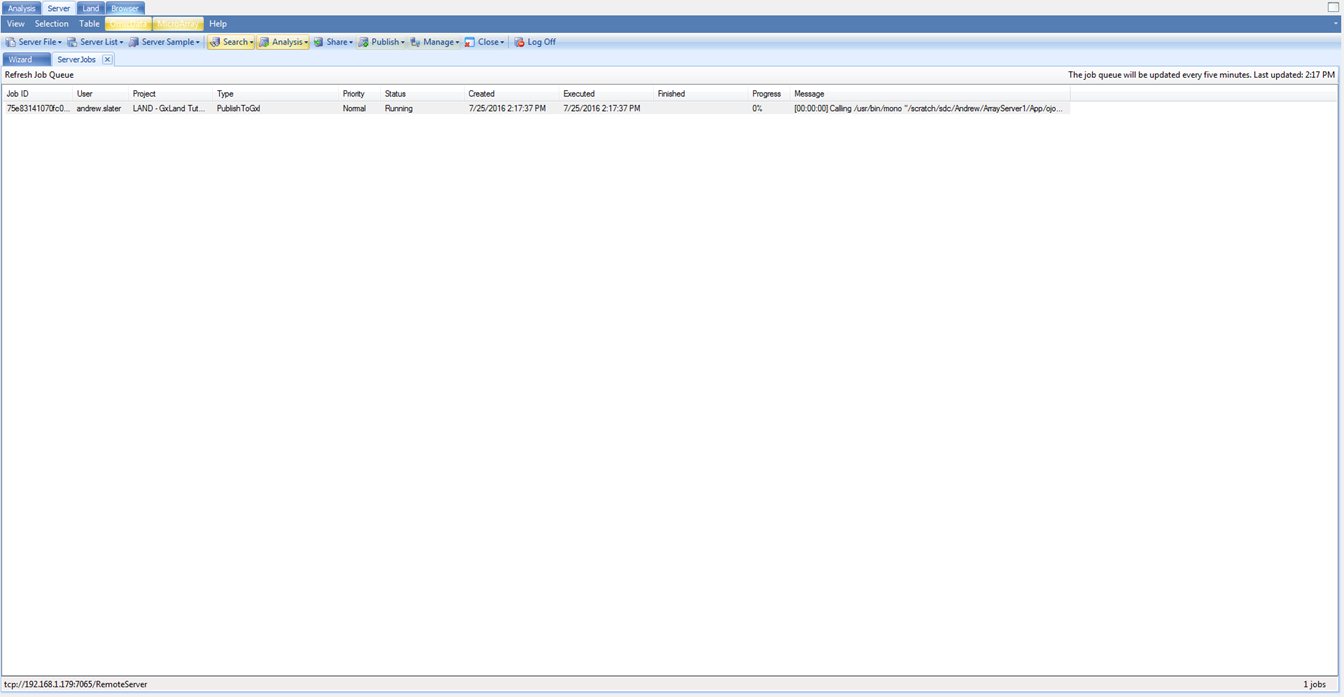 Analysis Server Land Browser
View Selection Table Help
Server File Server List Server Sample Search Analysis Share Publish Manage Close Log Off
Wizard ServerJobs
Refresh Job Queue The job queue will be updated every five minutes. Last updated: 2:17 PM
Job ID User Project Type Priority Status Created Executed Finished Progress Message
75e83141070fc0... andrew.slater LAND - GxLand Tut... PublishToGxl Normal Running 7/25/2016 2:17:37 PM 7/25/2016 2:17:37 PM 0% [00:00:00] Calling /usr/bin/mono "/scratch/sdc/Andrew/ArrayServer1/App/ojo...
tcp://192.168.1.179:7065/RemoteServer 1 jobs